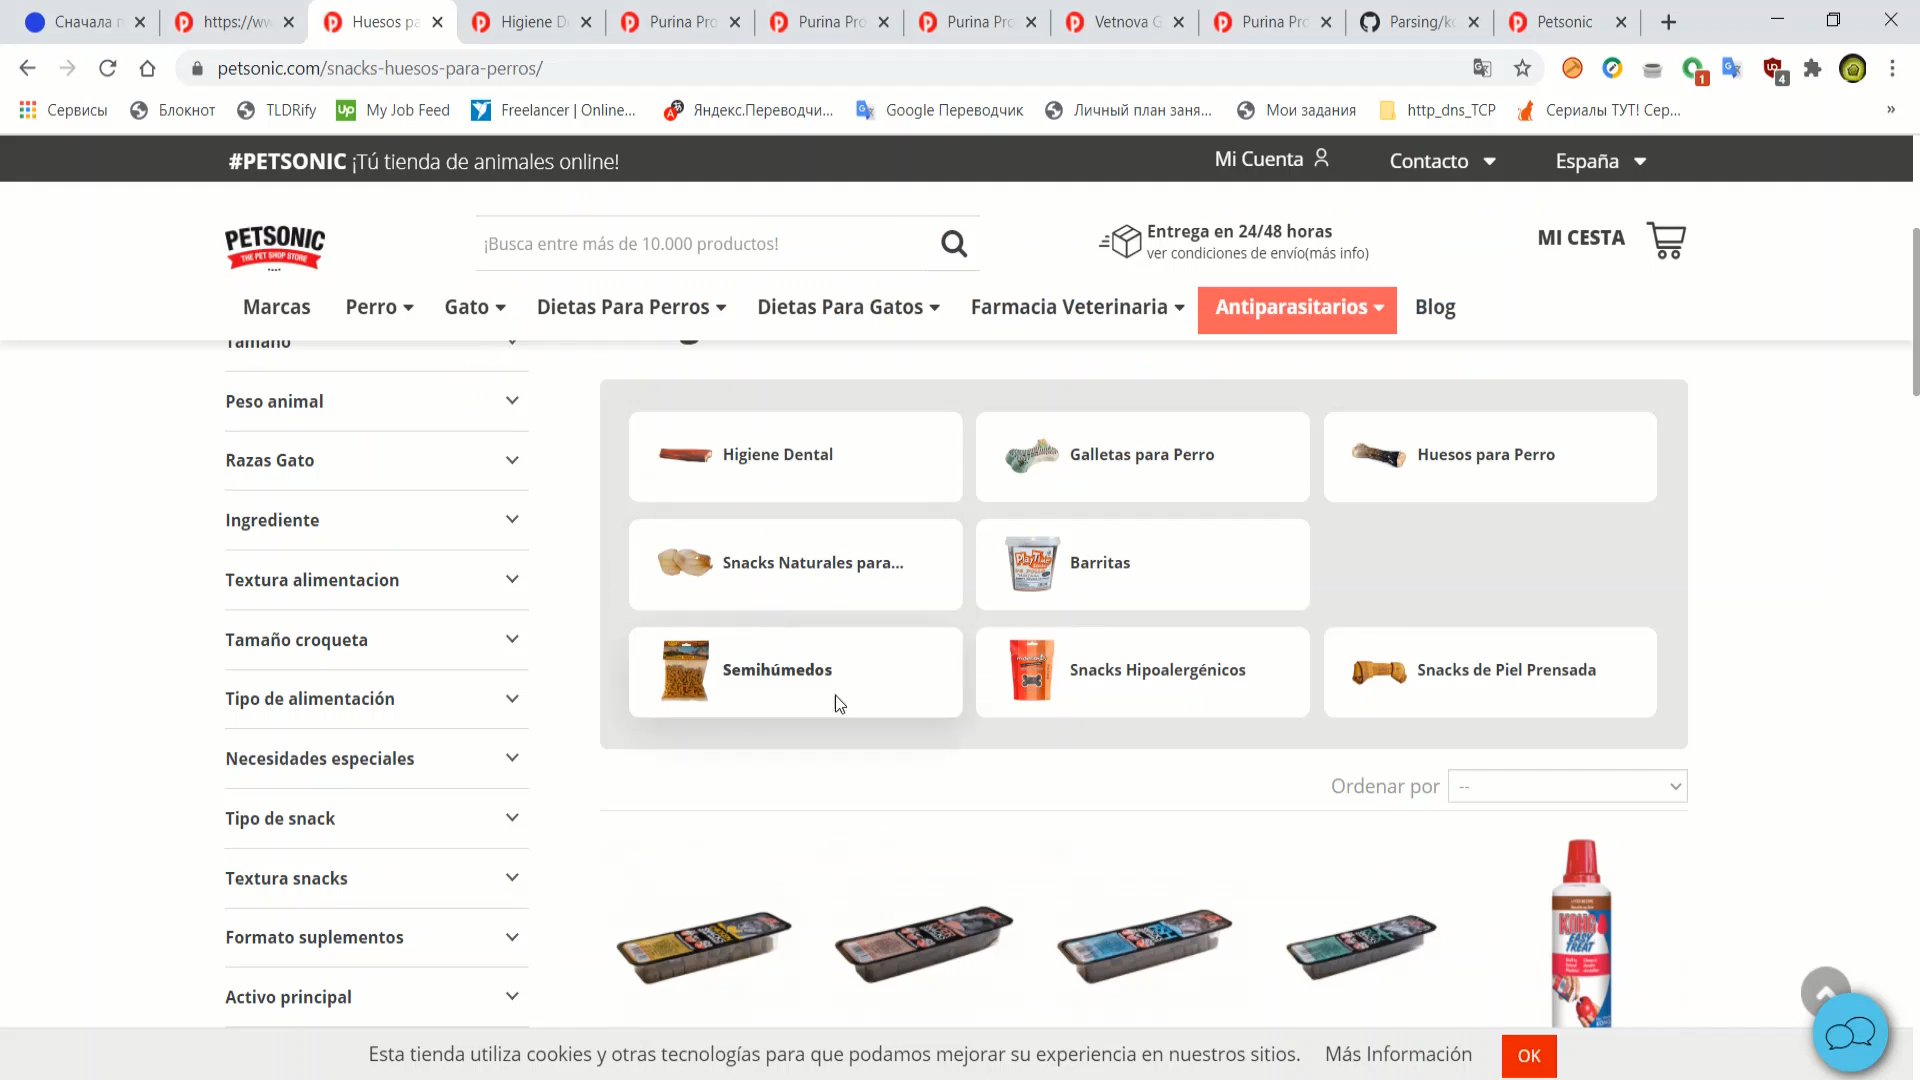 Сначала п
https://ww
Huesos pa
Higiene D
Purina Pro
Purina Pro
Purina Pro
Vetnova G
Purina Pro
Parsing/ko
Petsonic
petsonic.com/snacks-huesos-para-perros/
1
4
Сервисы
Блокнот
TLDRify
Up
My Job Feed
Freelancer | Online...
Яндекс.Переводчи...
Google Переводчик
Личный план заня...
Мои задания
http_dns_TCP
Сериалы ТУТ! Сер...
»
#PETSONIC ¡Tú tienda de animales online!
Mi Cuenta
Contacto
España
PETSONIC
THE PET SHOP STORE
¡Busca entre más de 10.000 productos!
Entrega en 24/48 horas
ver condiciones de envío(más info)
MI CESTA
Marcas
Perro
Gato
Dietas Para Perros
Dietas Para Gatos
Farmacia Veterinaria
Antiparasitarios
Blog
Tamaño
Peso animal
Razas Gato
Ingrediente
Textura alimentacion
Tamaño croqueta
Tipo de alimentación
Necesidades especiales
Tipo de snack
Textura snacks
Formato suplementos
Activo principal
Higiene Dental
Galletas para Perro
Huesos para Perro
Snacks Naturales para...
Barritas
Semihúmedos
Snacks Hipoalergénicos
Snacks de Piel Prensada
Ordenar por
--
KONG
EASY
TREAT
Esta tienda utiliza cookies y otras tecnologías para que podamos mejorar su experiencia en nuestros sitios.
Más Información
OK